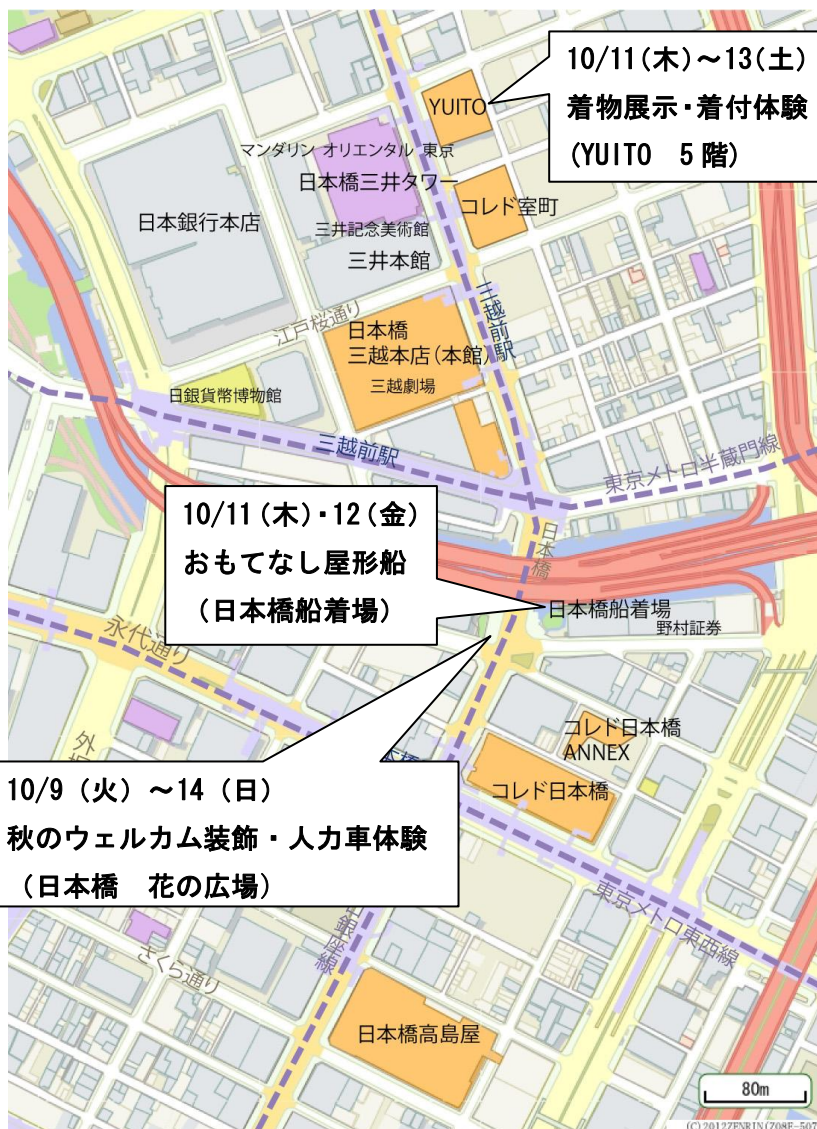 10/11(木)~13(土)
着物展示・着付体験
(YUITO 5階)
YUITO
マンダリン オリエンタル 東京
日本橋三井タワー
コレド室町
日本銀行本店
三井記念美術館
三井本館
江戸桜通り
三越前駅
日本橋
三越本店(本館)
三越劇場
日銀貨幣博物館
三越前駅
東京メトロ半蔵門線
10/11(木)・12(金)
おもてなし屋形船
(日本橋船着場)
日本橋
日本橋船着場
野村証券
永代通り
コレド日本橋
ANNEX
コレド日本橋
10/9(火)~14(日)
秋のウェルカム装飾・人力車体験
(日本橋 花の広場)
東京メトロ東西線
銀座線
さくら通り
日本橋高島屋
80m
(C)2012ZENRIN(Z08E-507